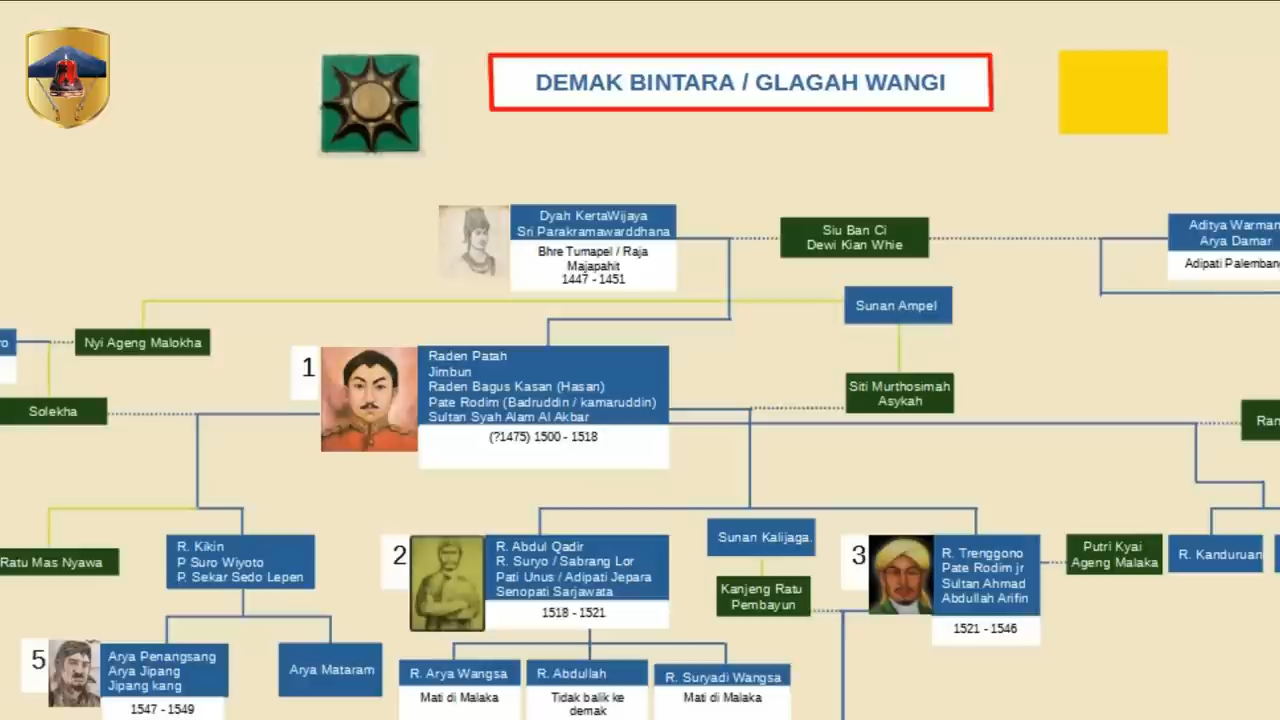 DEMAK BINTARA / GLAGAH WANGI
Dyah KertaWijaya
Sri Parakramawarddhana
Bhre Tumapel / Raja
Majapahit
1447 - 1451
Siu Ban Ci
Dewi Kian Whie
Aditya Warman
Arya Damar
Adipati Palembang
Sunan Ampel
Nyi Ageng Malokha
1
Raden Patah
Jimbun
Raden Bagus Kasan (Hasan)
Pate Rodim (Badruddin / kamaruddin)
Sultan Syah Alam Al Akbar
(?1475) 1500 - 1518
Siti Murthosimah
Asykah
Solekha
Ratu Mas Nyawa
R. Kikin
P Suro Wiyoto
P. Sekar Sedo Lepen
2
R. Abdul Qadir
R. Suryo / Sabrang Lor
Pati Unus / Adipati Jepara
Senopati Sarjawata
1518 - 1521
Sunan Kalijaga.
Kanjeng Ratu
Pembayun
3
R. Trenggono
Pate Rodim jr
Sultan Ahmad
Abdullah Arifin
1521 - 1546
Putri Kyai
Ageng Malaka
R. Kanduruan
5
Arya Penangsang
Arya Jipang
Jipang kang
1547 - 1549
Arya Mataram
R. Arya Wangsa
Mati di Malaka
R. Abdullah
Tidak balik ke
demak
R. Suryadi Wangsa
Mati di Malaka